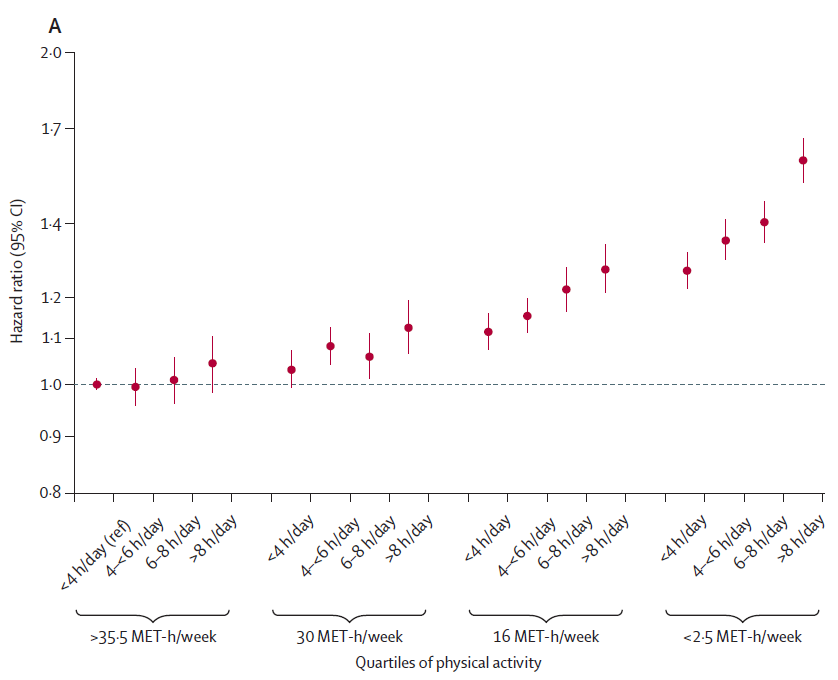 A
2·0
1·7
1·4
1·2
1·1
1·0
0·9
0·8
Hazard ratio (95% CI)
<4 h/day (ref)
4–<6 h/day
6–8 h/day
>8 h/day
<4 h/day
4–<6 h/day
6–8 h/day
>8 h/day
<4 h/day
4–<6 h/day
6–8 h/day
>8 h/day
<4 h/day
4–<6 h/day
6–8 h/day
>8 h/day
>35·5 MET-h/week
30 MET-h/week
16 MET-h/week
<2·5 MET-h/week
Quartiles of physical activity